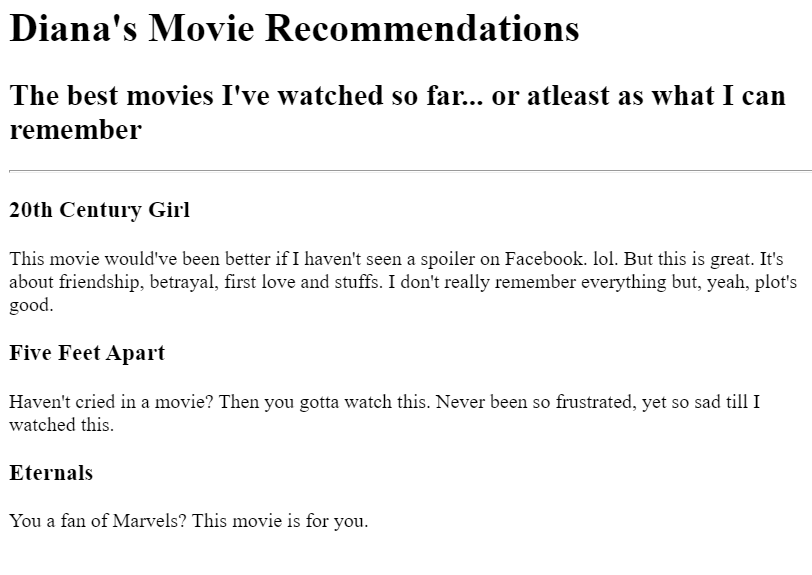 Diana's Movie Recommendations
The best movies I've watched so far... or atleast as what I can
remember
20th Century Girl
This movie would've been better if I haven't seen a spoiler on Facebook. lol. But this is great. It's
about friendship, betrayal, first love and stuffs. I don't really remember everything but, yeah, plot's
good.
Five Feet Apart
Haven't cried in a movie? Then you gotta watch this. Never been so frustrated, yet so sad till I
watched this.
Eternals
You a fan of Marvels? This movie is for you.